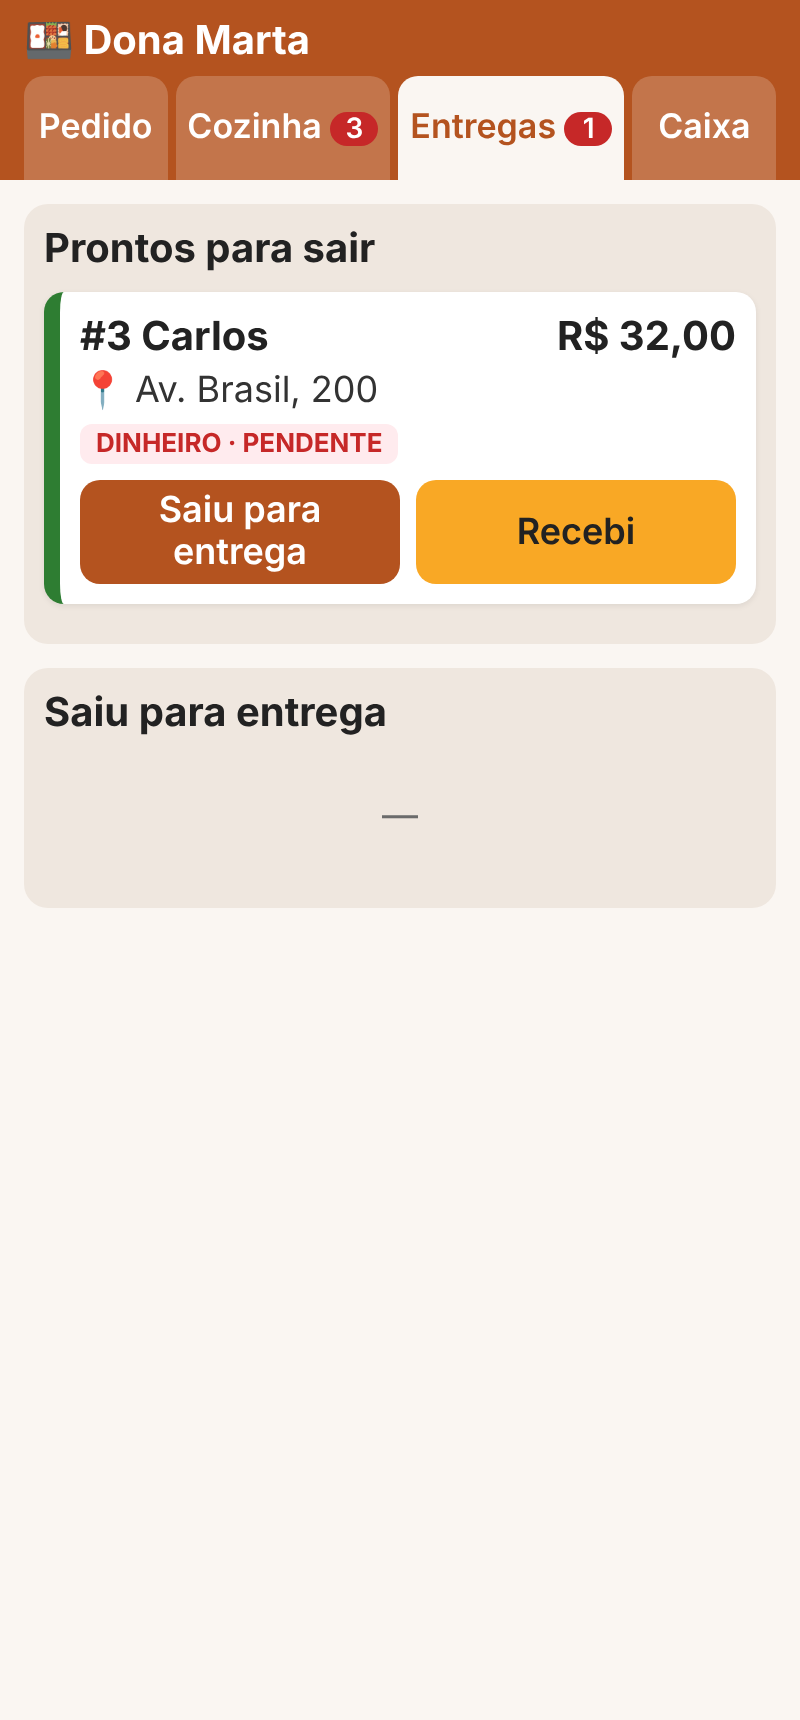 Dona Marta
Pedido
Cozinha 3
Entregas 1
Caixa
Prontos para sair
#3 Carlos
R$ 32,00
Av. Brasil, 200
DINHEIRO · PENDENTE
Saiu para
entrega
Recebi
Saiu para entrega
—